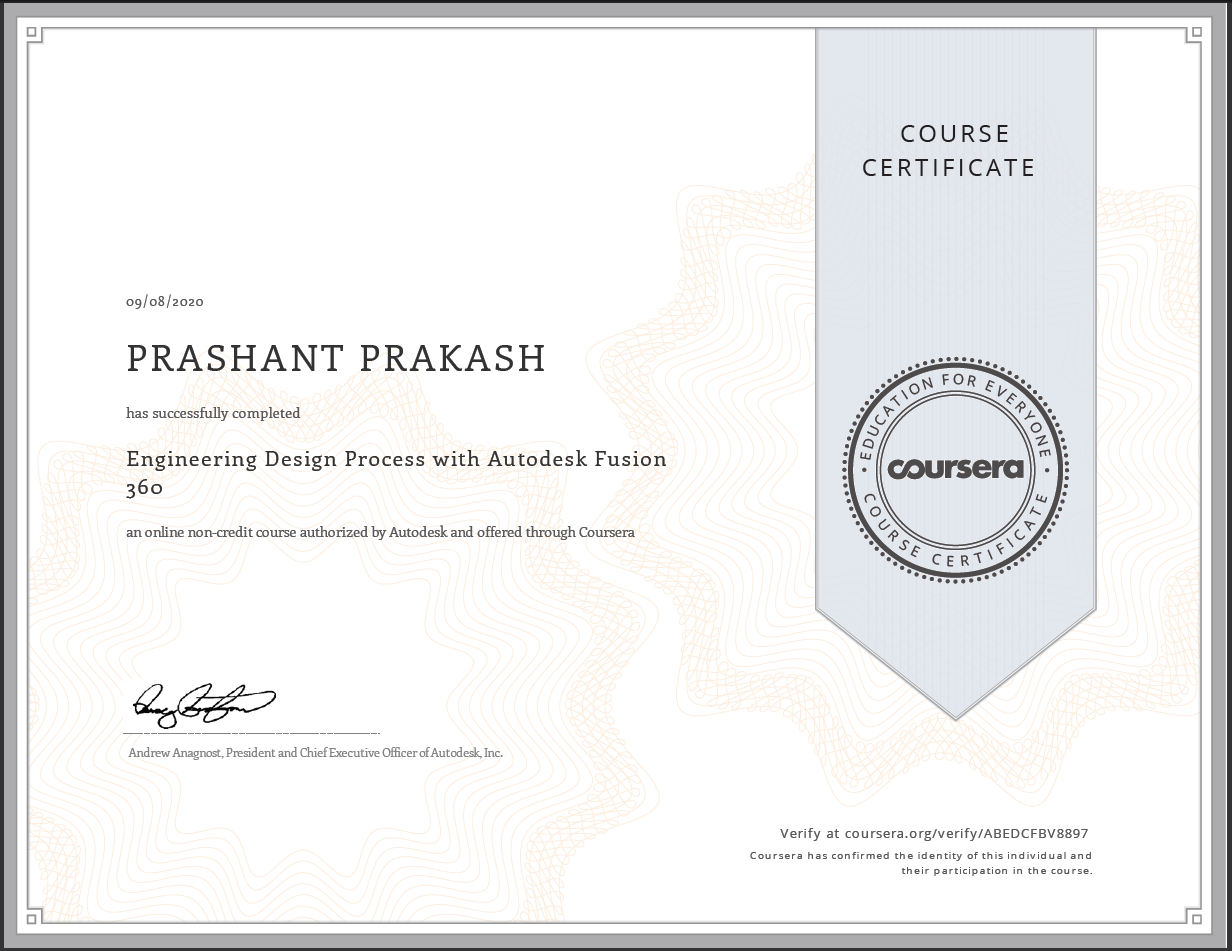 COURSE
CERTIFICATE
09/08/2020
PRASHANT PRAKASH
has successfully completed
Engineering Design Process with Autodesk Fusion
360
an online non-credit course authorized by Autodesk and offered through Coursera
EDUCATION FOR EVERYONE
coursera
COURSE CERTIFICATE
Andrew Anagnost, President and Chief Executive Officer of Autodesk, Inc.
Verify at coursera.org/verify/ABEDCFBV8897
Coursera has confirmed the identity of this individual and
their participation in the course.